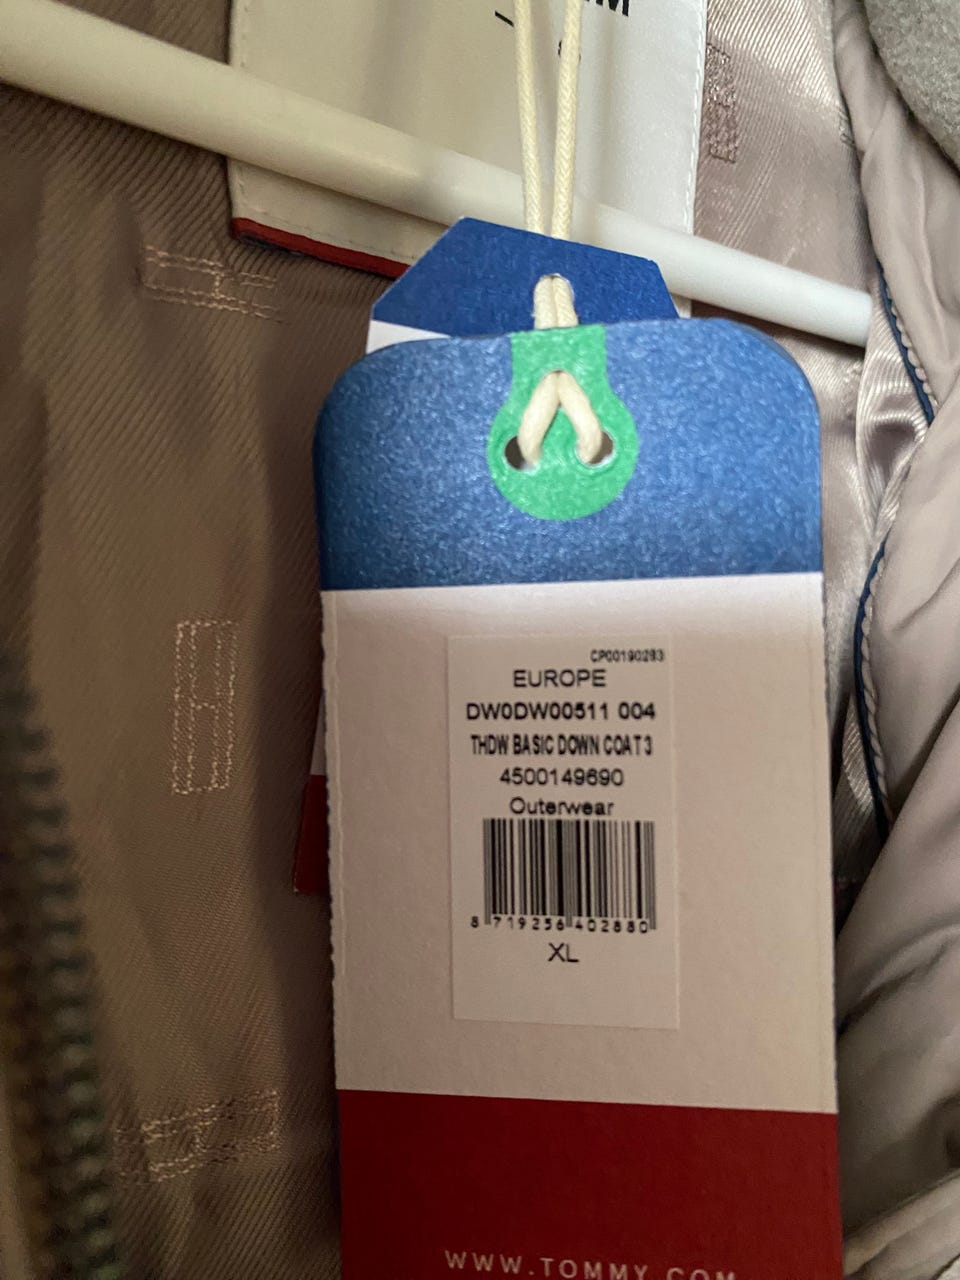 CP00190283
EUROPE
DW0DW00511 004
THDW BASIC DOWN COAT 3
4500149690
Outerwear
8 719256 402880
XL
WWW.TOMMY.COM